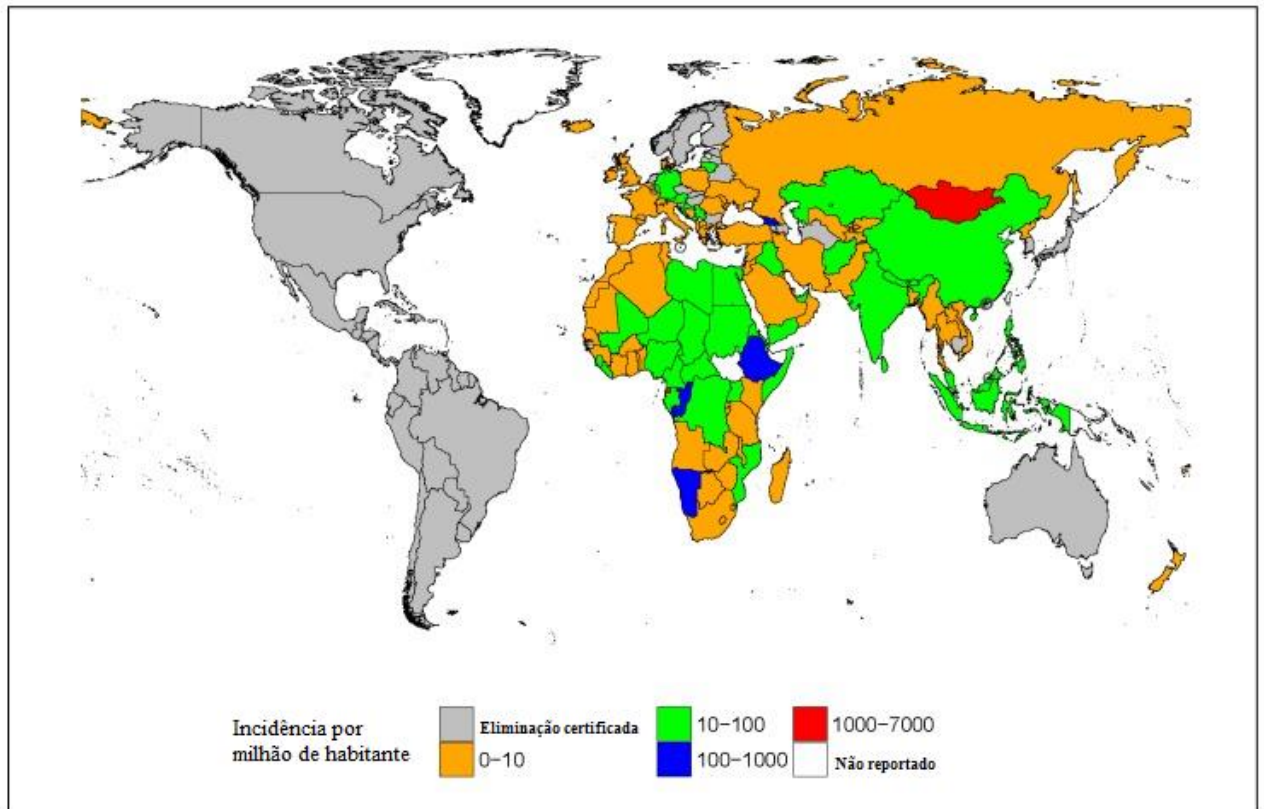 Incidência por
milhão de habitante
Eliminação certificada
0-10
10-100
100-1000
1000-7000
Não reportado